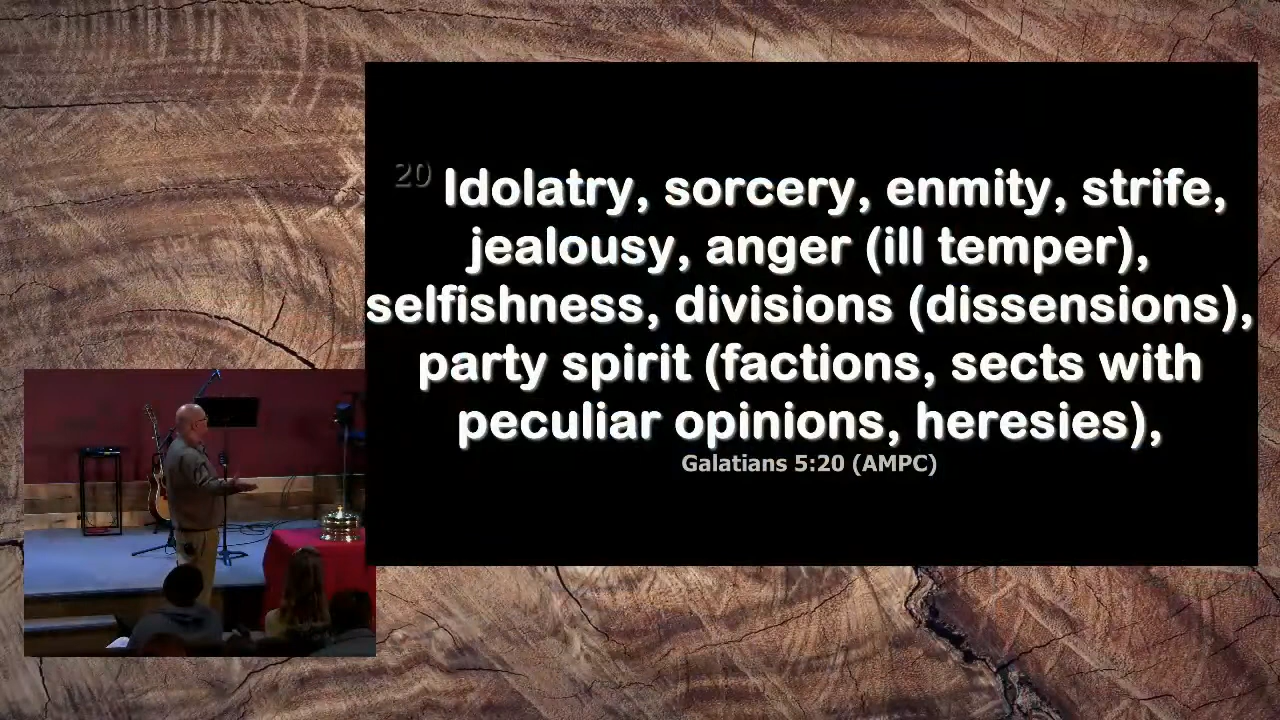 20 Idolatry, sorcery, enmity, strife,
jealousy, anger (ill temper),
selfishness, divisions (dissensions),
party spirit (factions, sects with
peculiar opinions, heresies),
Galatians 5:20 (AMPC)